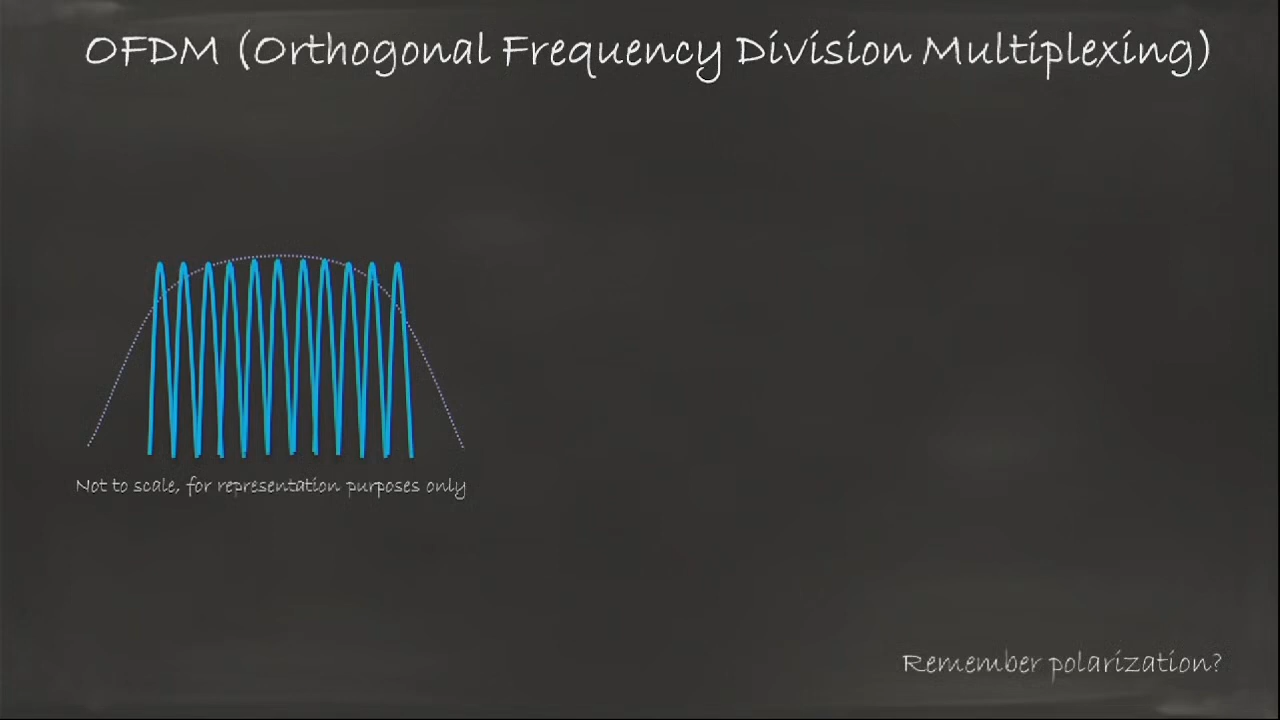 OFDM (Orthogonal Frequency Division Multiplexing)
Not to scale, for representation purposes only
Remember polarization?